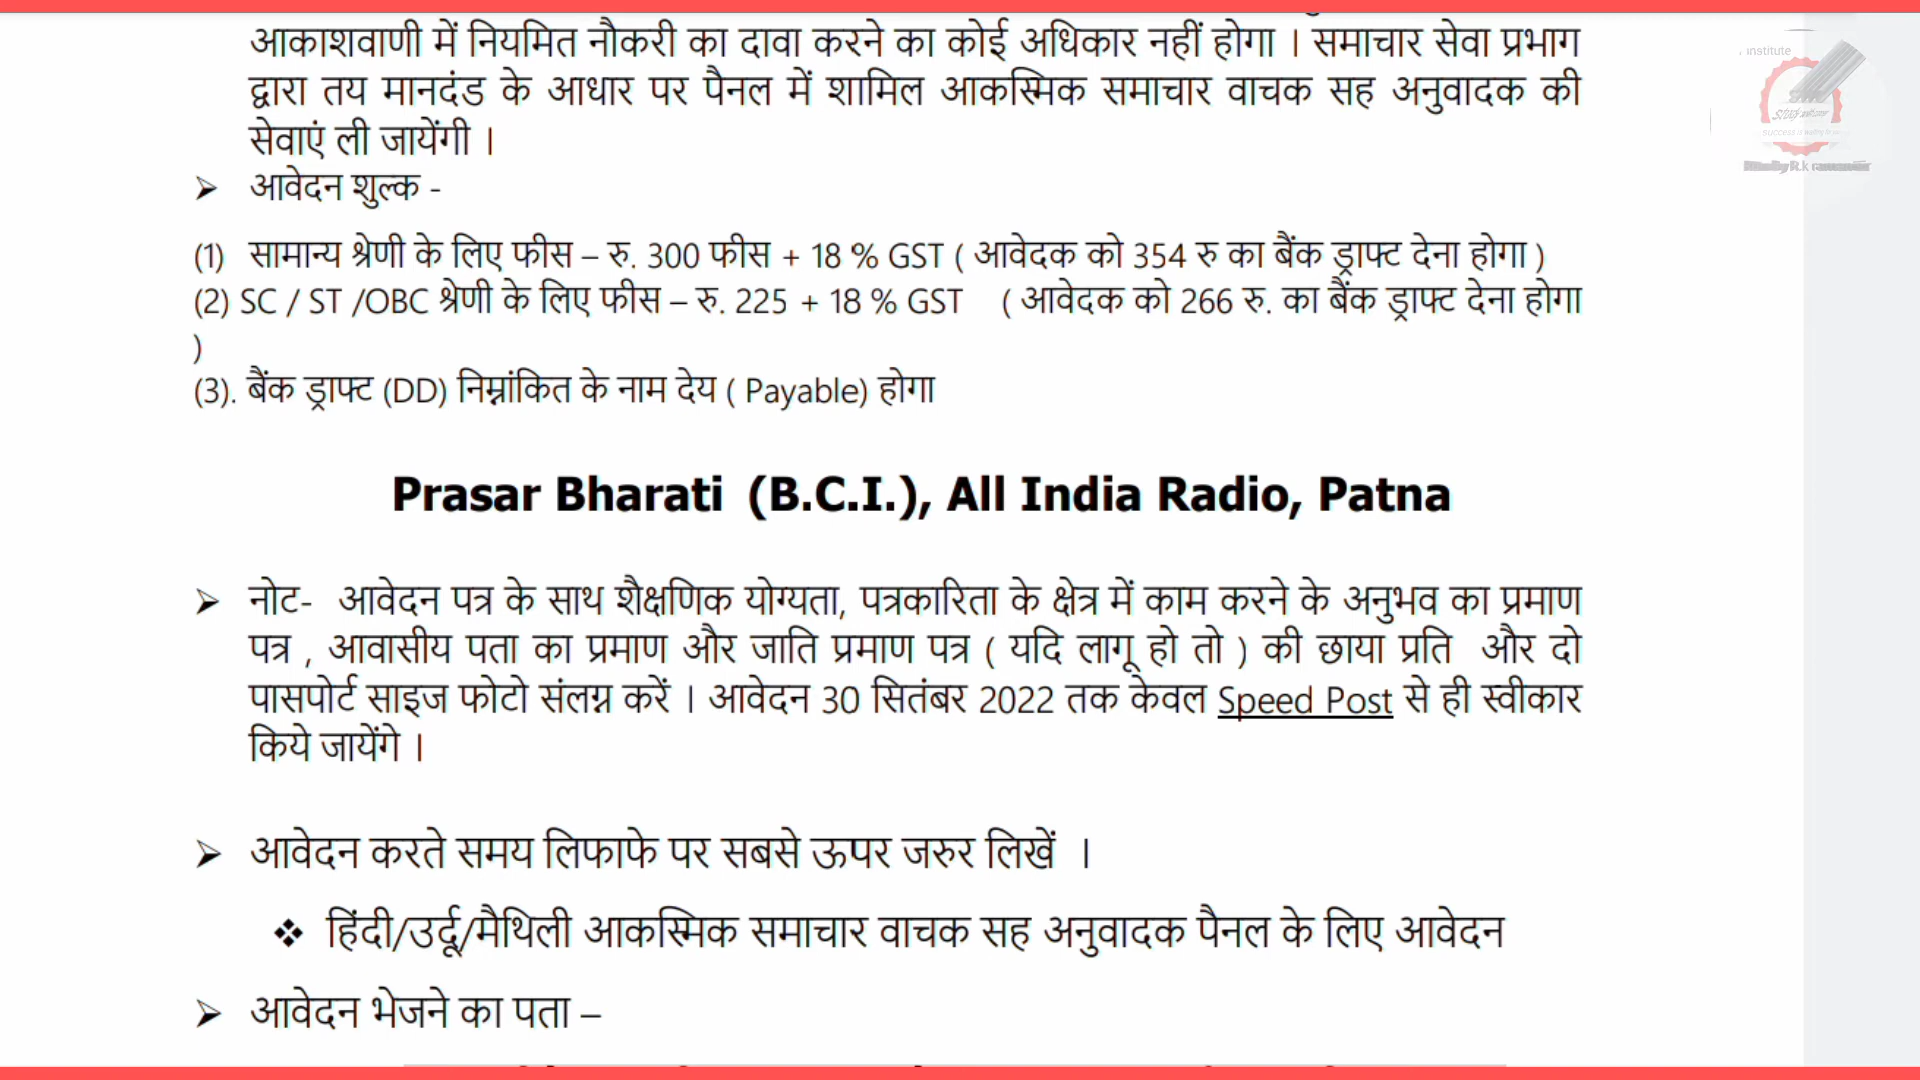 आकाशवाणी में नियमित नौकरी का दावा करने का कोई अधिकार नहीं होगा । समाचार सेवा प्रभाग
द्वारा तय मानदंड के आधार पर पैनल में शामिल आकस्मिक समाचार वाचक सह अनुवादक की
सेवाएं ली जायेंगी ।
➢ आवेदन शुल्क -
(1) सामान्य श्रेणी के लिए फीस – रु. 300 फीस + 18 % GST ( आवेदक को 354 रु का बैंक ड्राफ्ट देना होगा )
(2) SC / ST /OBC श्रेणी के लिए फीस – रु. 225 + 18 % GST ( आवेदक को 266 रु. का बैंक ड्राफ्ट देना होगा
)
(3). बैंक ड्राफ्ट (DD) निम्नांकित के नाम देय ( Payable) होगा
Prasar Bharati (B.C.I.), All India Radio, Patna
➢ नोट- आवेदन पत्र के साथ शैक्षणिक योग्यता, पत्रकारिता के क्षेत्र में काम करने के अनुभव का प्रमाण
पत्र , आवासीय पता का प्रमाण और जाति प्रमाण पत्र ( यदि लागू हो तो ) की छाया प्रति और दो
पासपोर्ट साइज फोटो संलग्न करें । आवेदन 30 सितंबर 2022 तक केवल Speed Post से ही स्वीकार
किये जायेंगे ।
➢ आवेदन करते समय लिफाफे पर सबसे ऊपर जरुर लिखें ।
❖ हिंदी/उर्दू/मैथिली आकस्मिक समाचार वाचक सह अनुवादक पैनल के लिए आवेदन
➢ आवेदन भेजने का पता –
institute